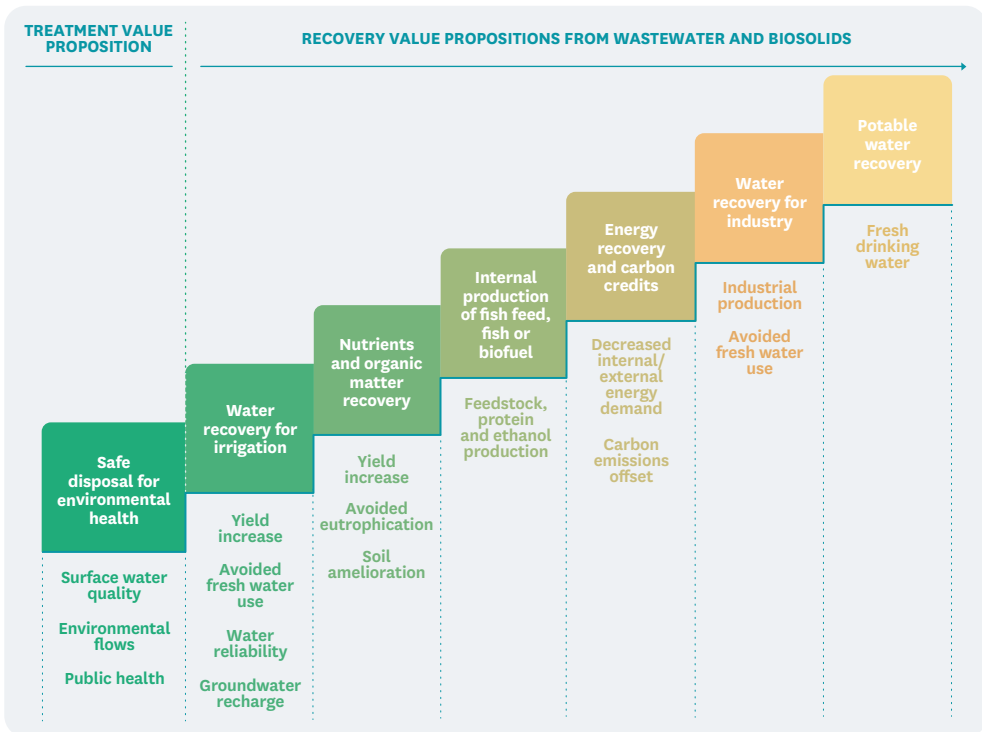 TREATMENT VALUE
PROPOSITION
RECOVERY VALUE PROPOSITIONS FROM WASTEWATER AND BIOSOLIDS
Safe
disposal for
environmental
health
Surface water
quality
Environmental
flows
Public health
Water
recovery for
irrigation
Yield
increase
Avoided
fresh water
use
Water
reliability
Groundwater
recharge
Nutrients
and organic
matter
recovery
Yield
increase
Avoided
eutrophication
Soil
amelioration
Internal
production
of fish feed,
fish or
biofuel
Feedstock,
protein
and ethanol
production
Energy
recovery
and carbon
credits
Decreased
internal/
external
energy
demand
Carbon
emissions
offset
Water
recovery for
industry
Industrial
production
Avoided
fresh water
use
Potable
water
recovery
Fresh
drinking
water